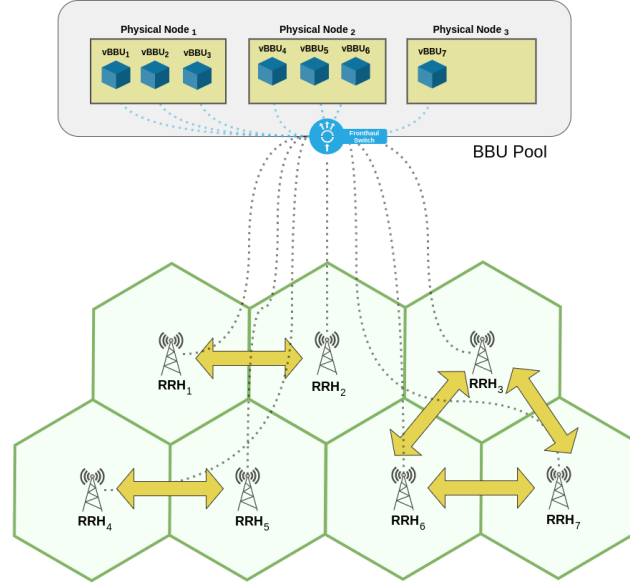 Physical Node 1 Physical Node 2 Physical Node 3
vBBU1 vBBU2 vBBU3 vBBU4 vBBU5 vBBU6 vBBU7
Fronthaul
Switch
BBU Pool
RRH1 RRH2 RRH3
RRH4 RRH5 RRH6 RRH7